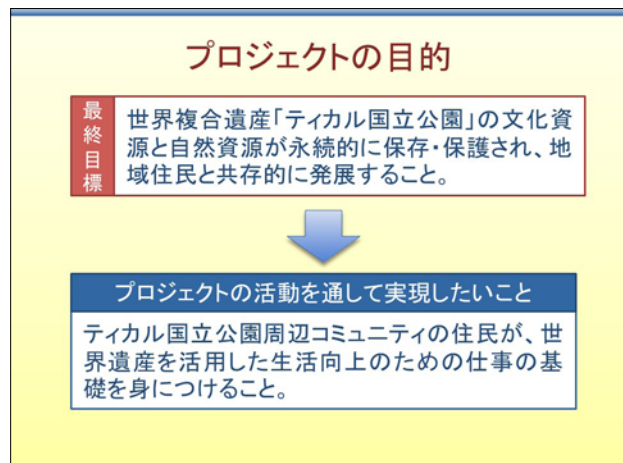 プロジェクトの目的
最終目標
世界複合遺産「ティカル国立公園」の文化資
源と自然資源が永続的に保存・保護され、地
域住民と共存的に発展すること。
プロジェクトの活動を通して実現したいこと
ティカル国立公園周辺コミュニティの住民が、世
界遺産を活用した生活向上のための仕事の基
礎を身につけること。